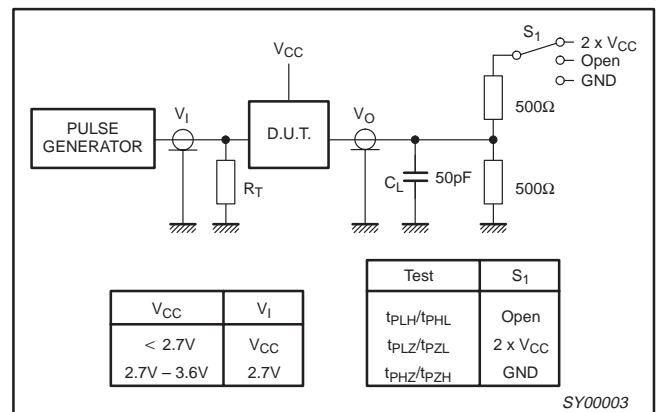 S1
2 x VCC
Open
GND
VCC
500Ω
PULSE
GENERATOR
VI
D.U.T.
VO
RT
CL
50pF
500Ω
VCC VI
< 2.7V VCC
2.7V – 3.6V 2.7V
Test S1
tPLH/tPHL Open
tPLZ/tPZL 2 x VCC
tPHZ/tPZH GND
SY00003